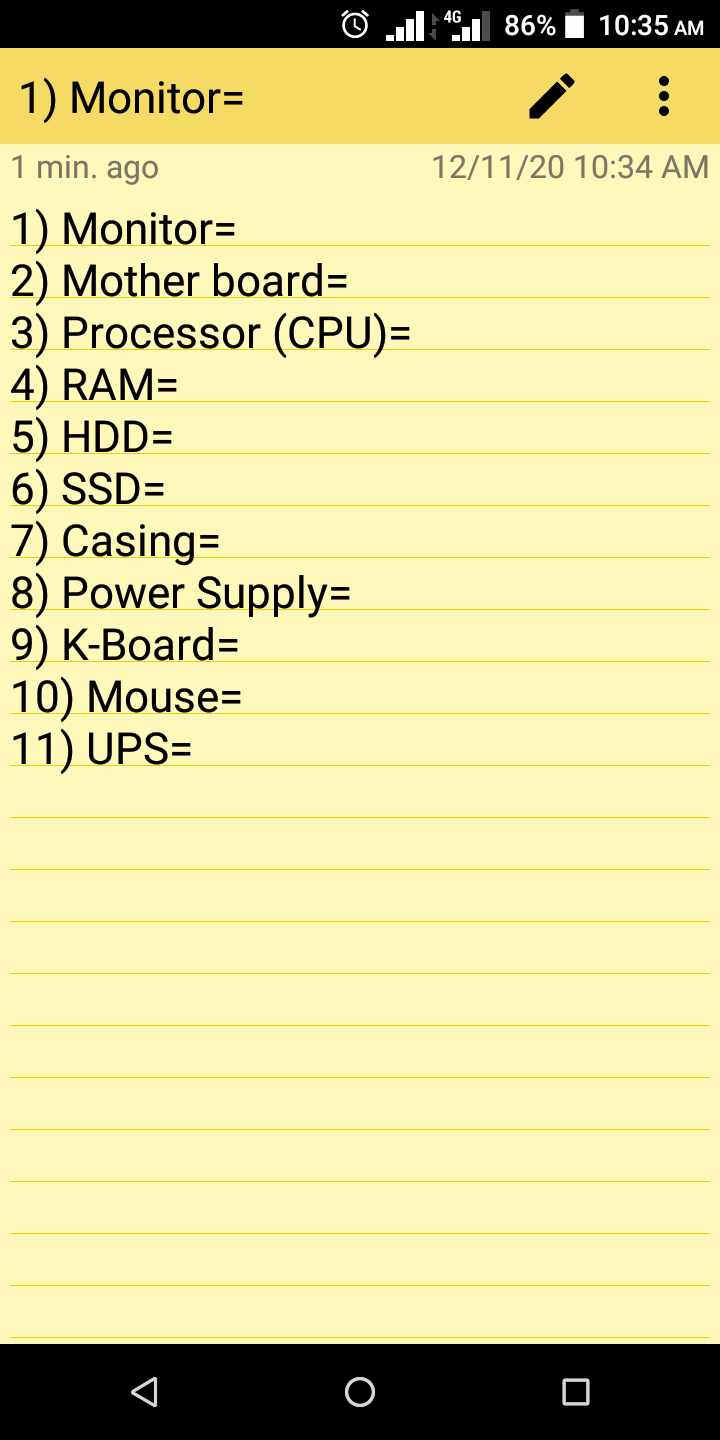 4G 86% 10:35 AM
1) Monitor=
1 min. ago 12/11/20 10:34 AM
1) Monitor=
2) Mother board=
3) Processor (CPU)=
4) RAM=
5) HDD=
6) SSD=
7) Casing=
8) Power Supply=
9) K-Board=
10) Mouse=
11) UPS=